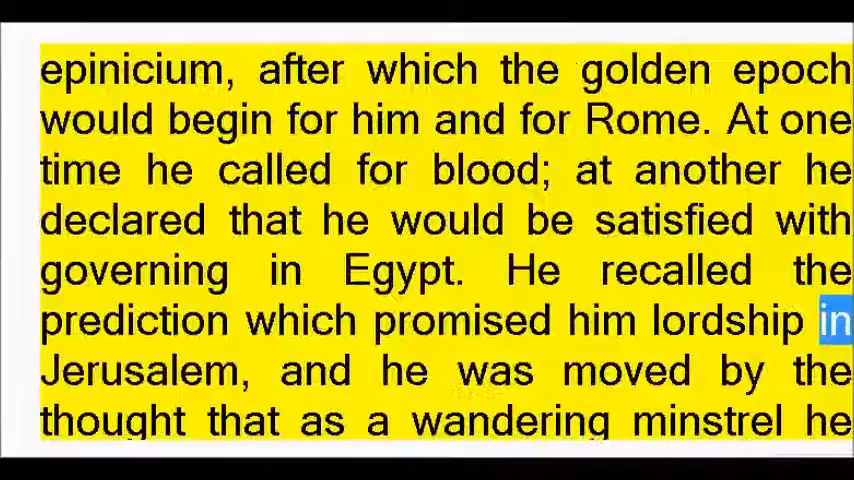 epinicium, after which the golden epoch
would begin for him and for Rome. At one
time he called for blood; at another he
declared that he would be satisfied with
governing in Egypt. He recalled the
prediction which promised him lordship in
Jerusalem, and he was moved by the
thought that as a wandering minstrel he